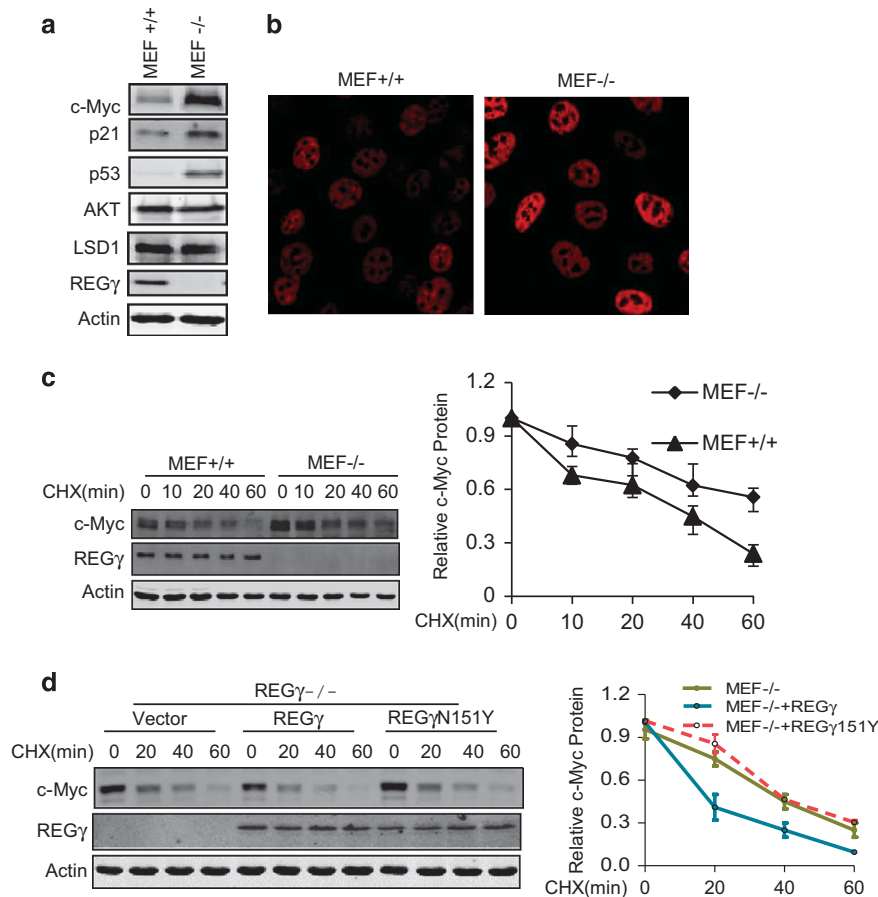 a
MEF +/+
MEF -/-
c-Myc
p21
p53
AKT
LSD1
REGγ
Actin
b
MEF+/+
MEF-/-
c
MEF+/+ MEF-/-
CHX(min) 0 10 20 40 60 0 10 20 40 60
c-Myc
REGγ
Actin
Relative c-Myc Protein
1.2
0.9
0.6
0.3
0
CHX(min) 0 10 20 40 60
MEF-/-
MEF+/+
d
REGγ-/-
Vector REGγ REGγN151Y
CHX(min) 0 20 40 60 0 20 40 60 0 20 40 60
c-Myc
REGγ
Actin
Relative c-Myc Protein
1.2
0.9
0.6
0.3
0.0
CHX(min) 0 20 40 60
MEF-/-
MEF-/-+REGγ
MEF-/-+REGγ151Y